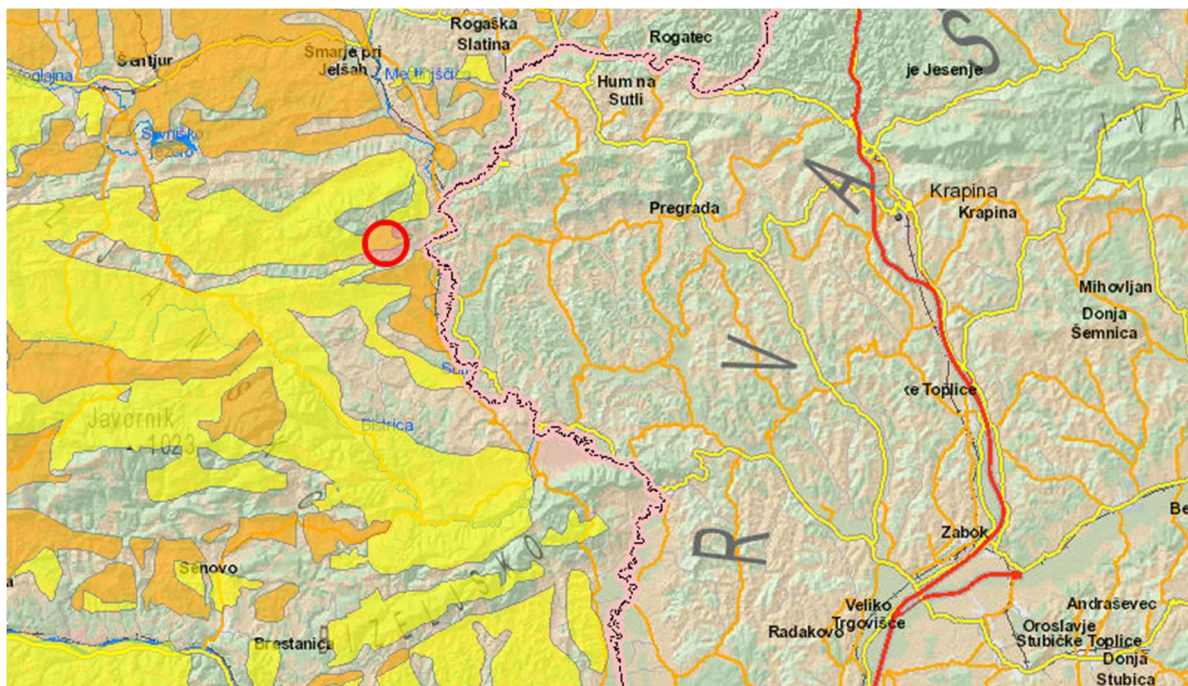 Rogaška
Slatina
Rogatec
S
Šentjur
Šmarje pri
Jelšah
je Jesenje
Hum na
Sutli
A
Krapina
Krapina
Pregrada
Mihovljan
Donja
Šemnica
V
Toplice
Javornik
1023
Bistrica
R
Zabok
Senovo
Brestanica
Veliko
Trgovišće
Radakovo
Andraševec
Oroslavje
Stubičke Toplice
Donja
Stubica